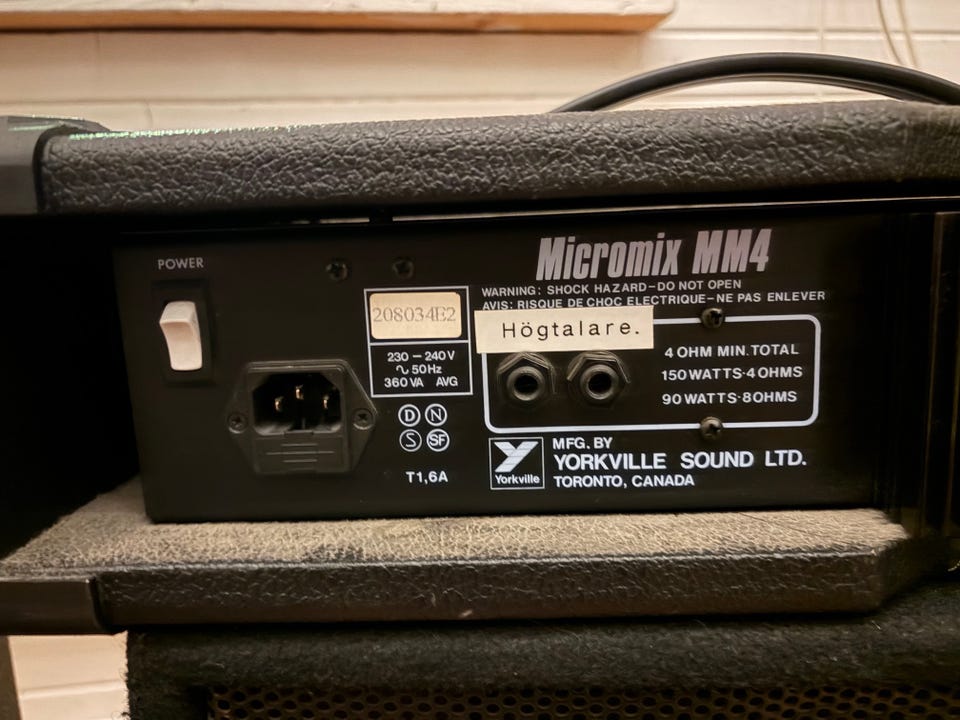 POWER
Micromix MM4
WARNING: SHOCK HAZARD-DO NOT OPEN
AVIS: RISQUE DE CHOC ELECTRIQUE-NE PAS ENLEVER
208034E2
Högtalare.
230 — 240V
∿ 50Hz
360 VA AVG
4 OHM MIN. TOTAL
150 WATTS·4 OHMS
90 WATTS·8 OHMS
D N
S SF
T1,6A
Yorkville
MFG. BY
YORKVILLE SOUND LTD.
TORONTO, CANADA